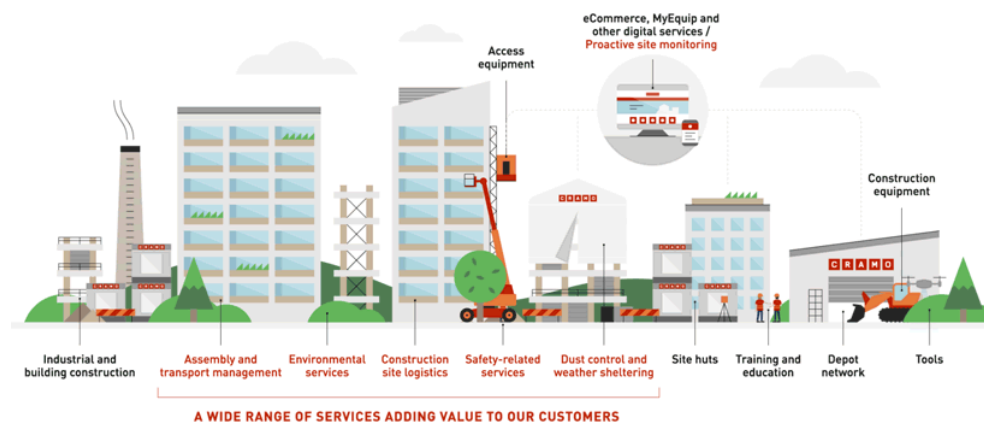 eCommerce, MyEquip and
other digital services /
Proactive site monitoring
Access
equipment
Construction
equipment
CRAMO
CRAMO
Industrial and
building construction
Assembly and
transport management
Environmental
services
Construction
site logistics
Safety-related
services
Dust control and
weather sheltering
Site huts
Training and
education
Depot
network
Tools
A WIDE RANGE OF SERVICES ADDING VALUE TO OUR CUSTOMERS